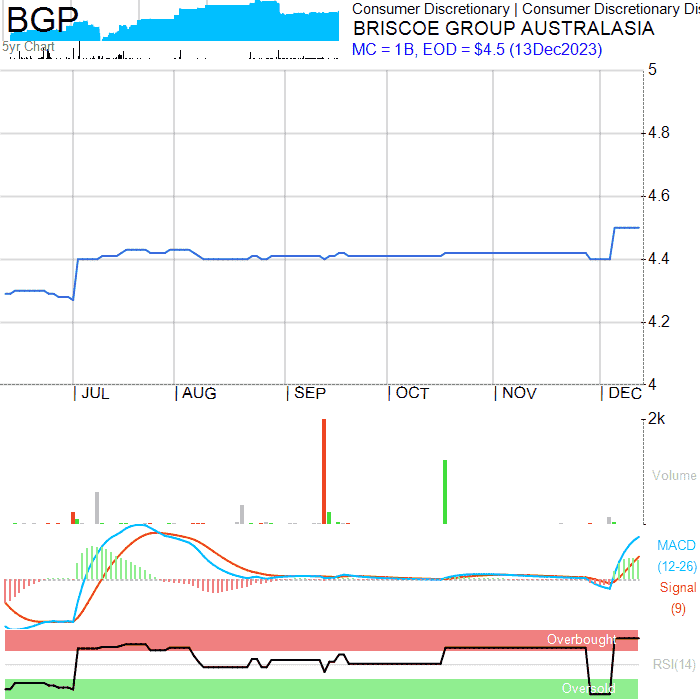 BGP
5yr Chart
Consumer Discretionary | Consumer Discretionary Dis
BRISCOE GROUP AUSTRALASIA
MC = 1B, EOD = $4.5 (13Dec2023)
5
4.8
4.6
4.4
4.2
4
| JUL | AUG | SEP | OCT | NOV | DEC
2k
Volume
MACD
(12-26)
Signal
(9)
Overbought
RSI(14)
Oversold